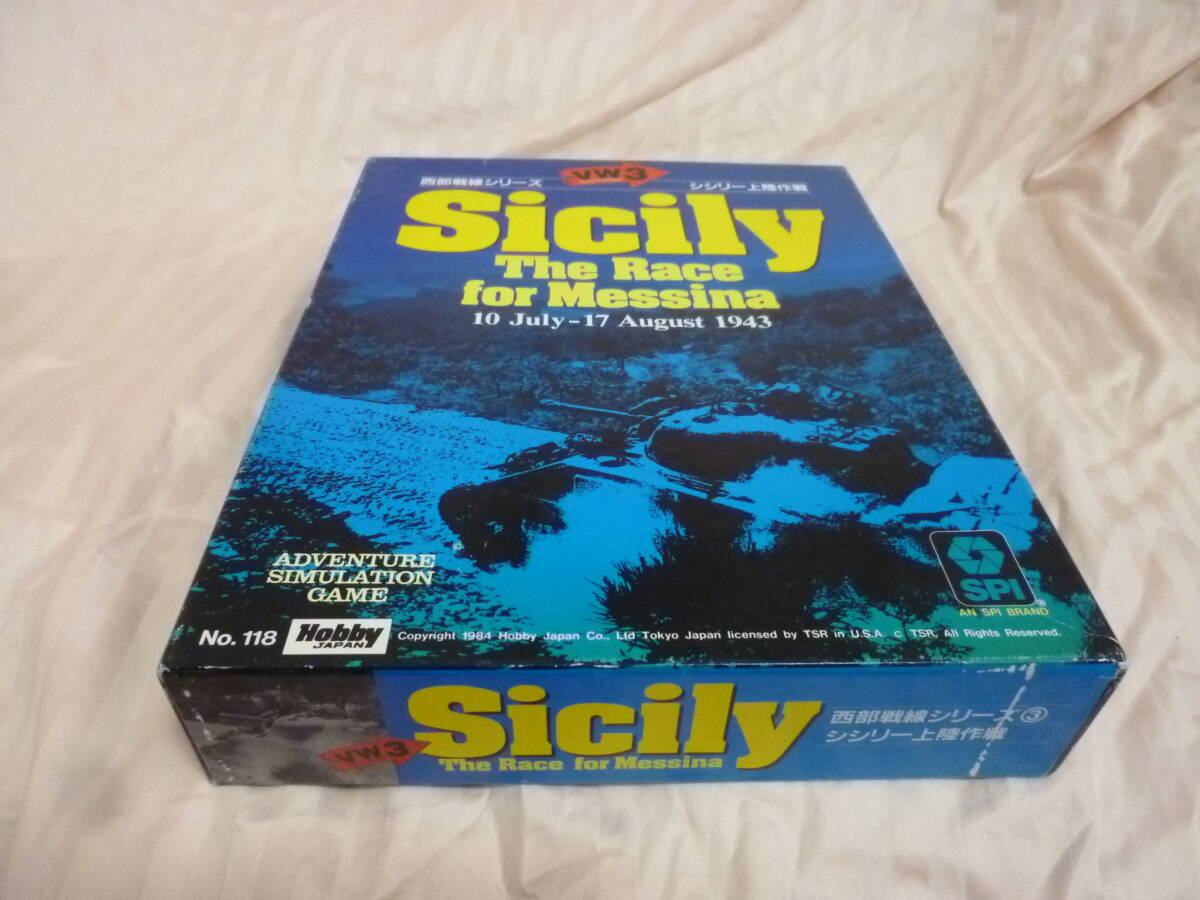 西部戦線シリーズ
VW3
シシリー上陸作戦
Sicily
The Race
for Messina
10 July-17 August 1943
ADVENTURE
SIMULATION
GAME
SPI
®
AN SPI BRAND
No. 118
Hobby
JAPAN
Copyright 1984 Hobby Japan Co., Ltd Tokyo Japan licensed by TSR in U.S.A. c TSR, All Rights Reserved.
VW3
Sicily
The Race for Messina
西部戦線シリーズ③
シシリー上陸作戦